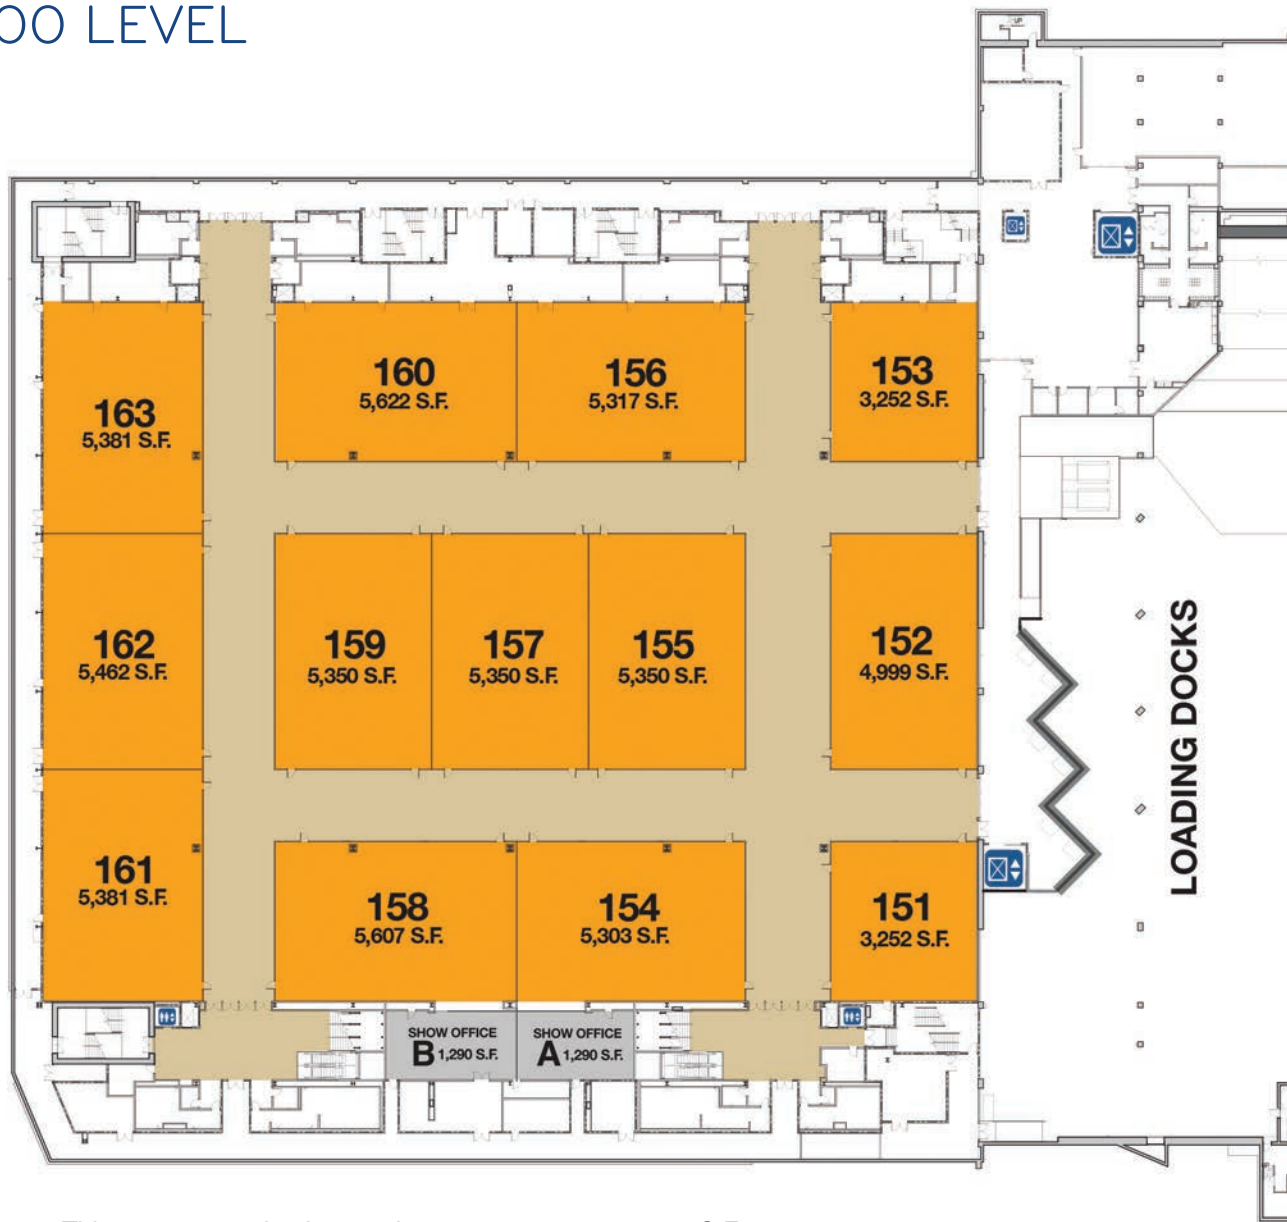 00 LEVEL
UP
160
5,622 S.F.
156
5,317 S.F.
153
3,252 S.F.
163
5,381 S.F.
162
5,462 S.F.
159
5,350 S.F.
157
5,350 S.F.
155
5,350 S.F.
152
4,999 S.F.
LOADING DOCKS
161
5,381 S.F.
158
5,607 S.F.
154
5,303 S.F.
151
3,252 S.F.
SHOW OFFICE
B 1,290 S.F.
SHOW OFFICE
A 1,290 S.F.